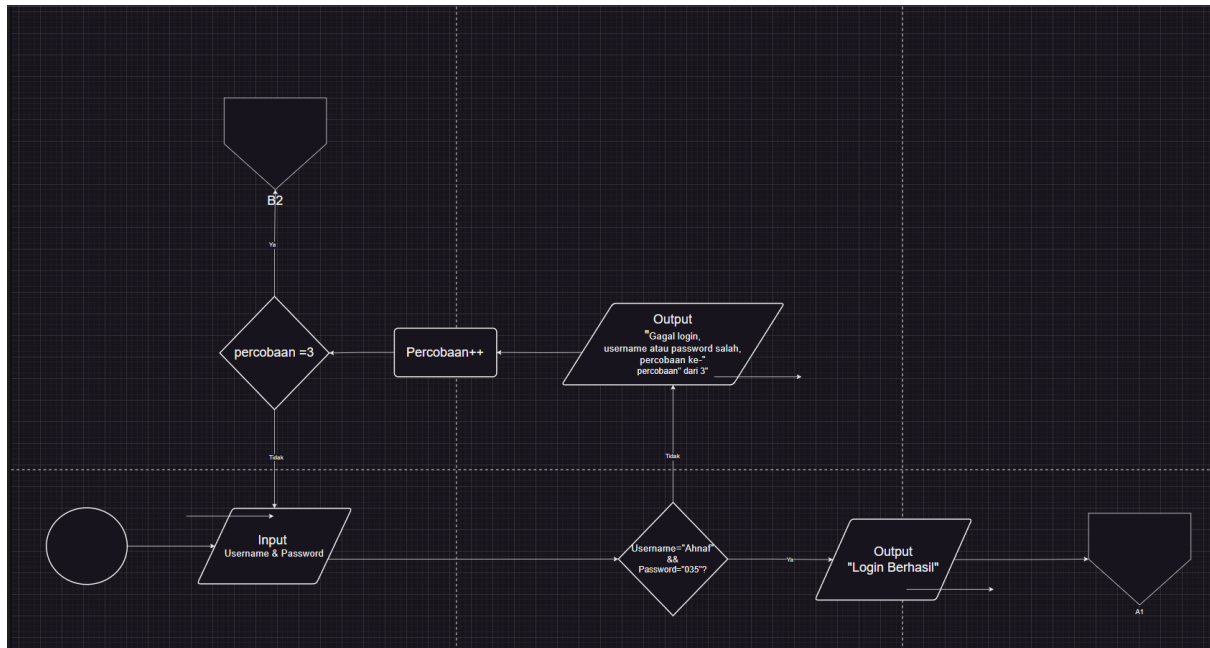 B2
Ya
percobaan =3
Percobaan++
Output
"Gagal login,
username atau password salah,
percobaan ke-"
percobaan" dari 3"
Tidak
Tidak
Input
Username & Password
Username="Ahnaf"
&&
Password="035"?
Ya
Output
"Login Berhasil"
A1